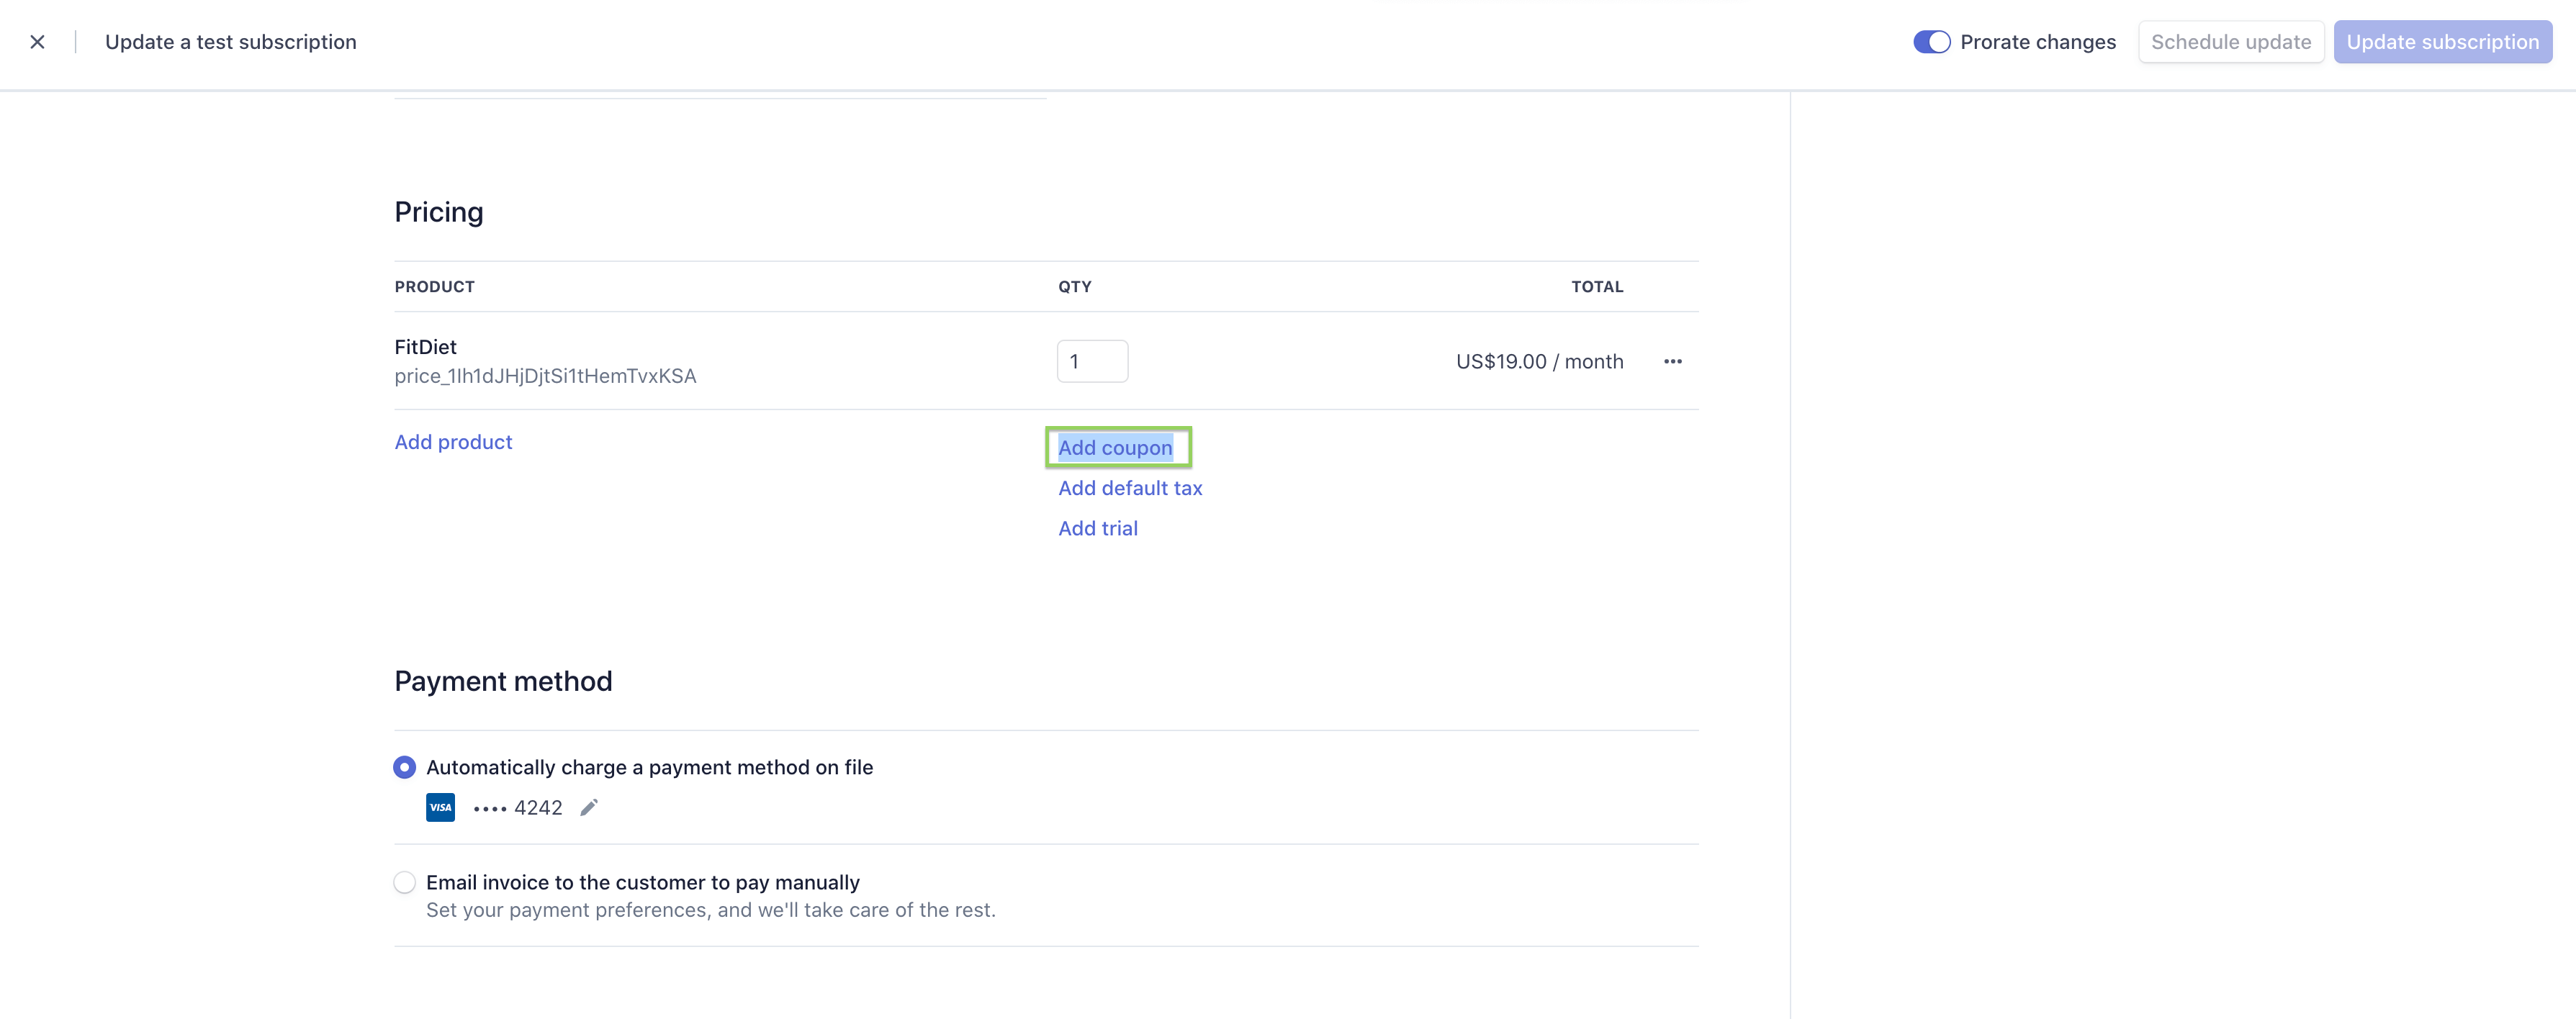 Update a test subscription
Prorate changes
Schedule update
Update subscription
Pricing
PRODUCT QTY TOTAL
FitDiet
price_1Ih1dJHjDjtSi1tHemTvxKSA
1
US$19.00 / month
Add product
Add coupon
Add default tax
Add trial
Payment method
Automatically charge a payment method on file
VISA •••• 4242
Email invoice to the customer to pay manually
Set your payment preferences, and we'll take care of the rest.